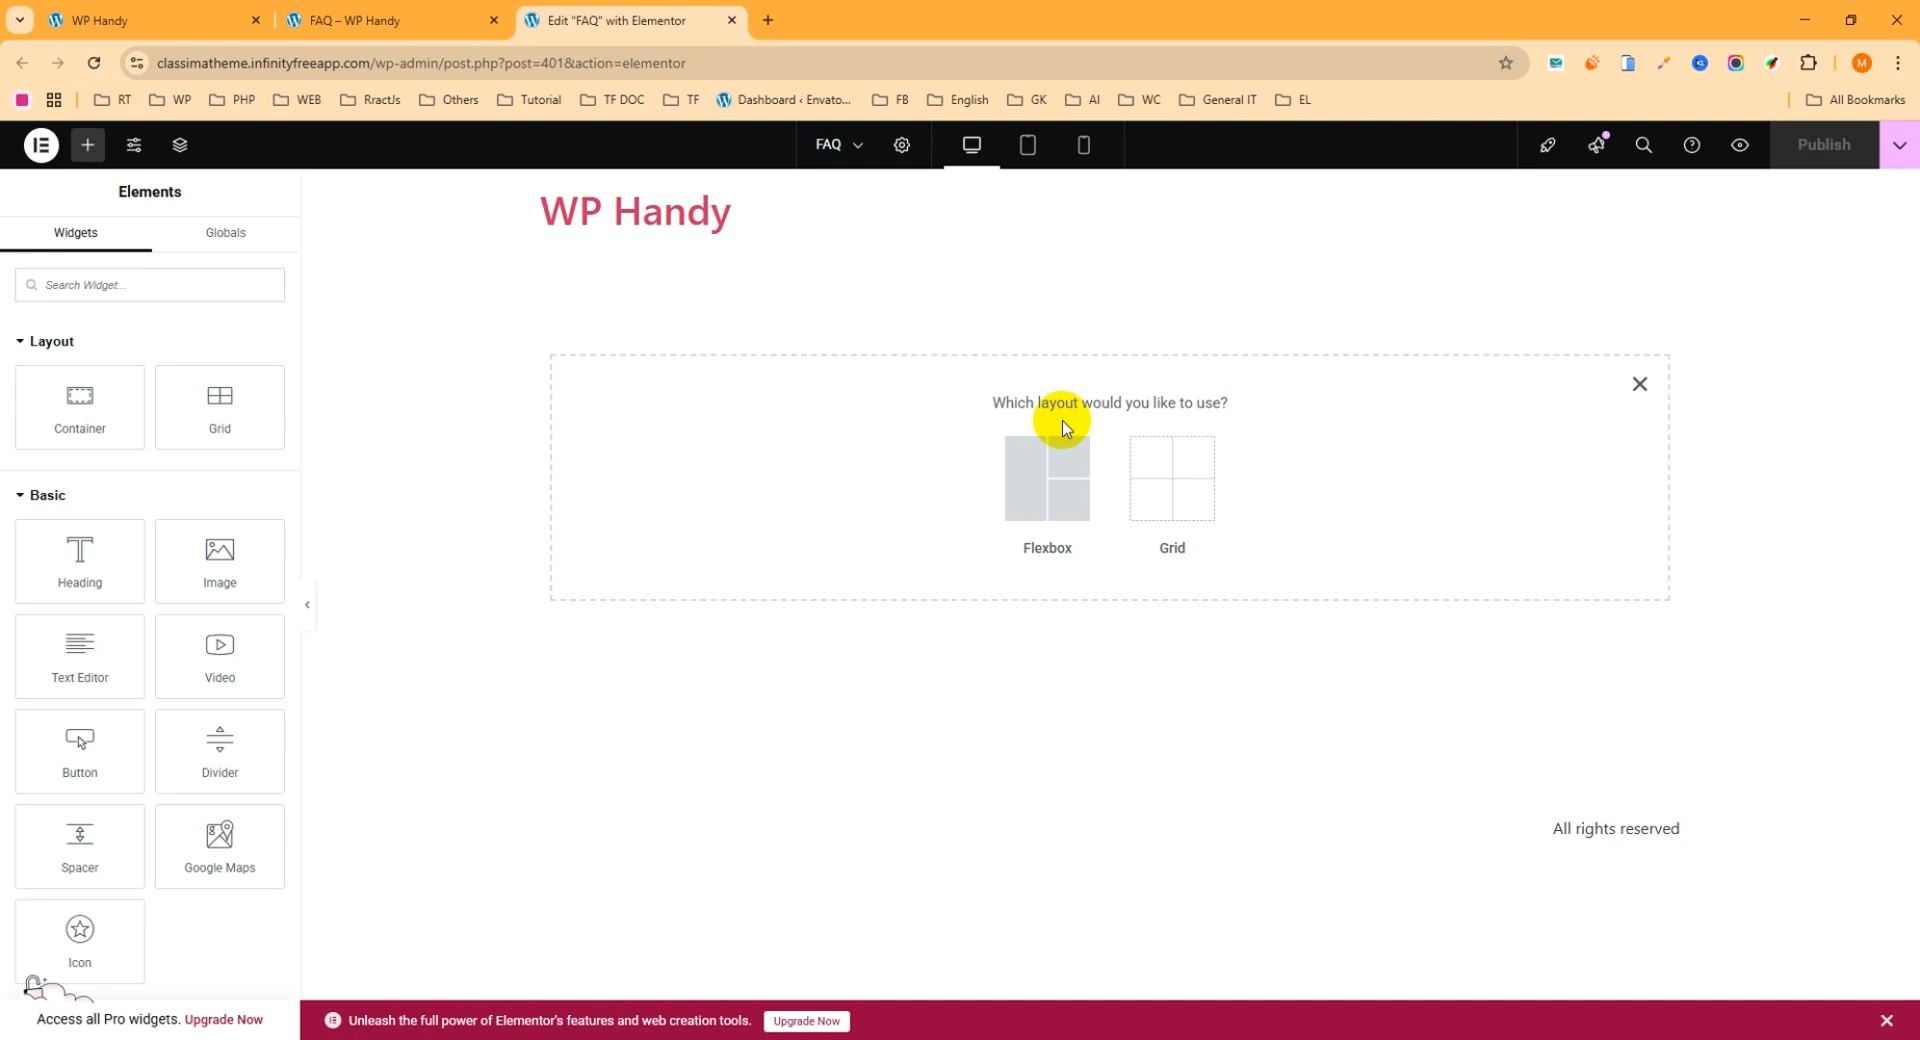 WP Handy
FAQ – WP Handy
Edit "FAQ" with Elementor
classimatheme.infinityfreeapp.com/wp-admin/post.php?post=401&action=elementor
M
RT
WP
PHP
WEB
RractJs
Others
Tutorial
TF DOC
TF
Dashboard ‹ Envato...
FB
English
GK
AI
WC
General IT
EL
All Bookmarks
FAQ
Publish
Elements
Widgets
Globals
Search Widget...
Layout
Container
Grid
Basic
Heading
Image
Text Editor
Video
Button
Divider
Spacer
Google Maps
Icon
Access all Pro widgets. Upgrade Now
WP Handy
Which layout would you like to use?
Flexbox
Grid
All rights reserved
Unleash the full power of Elementor's features and web creation tools.
Upgrade Now